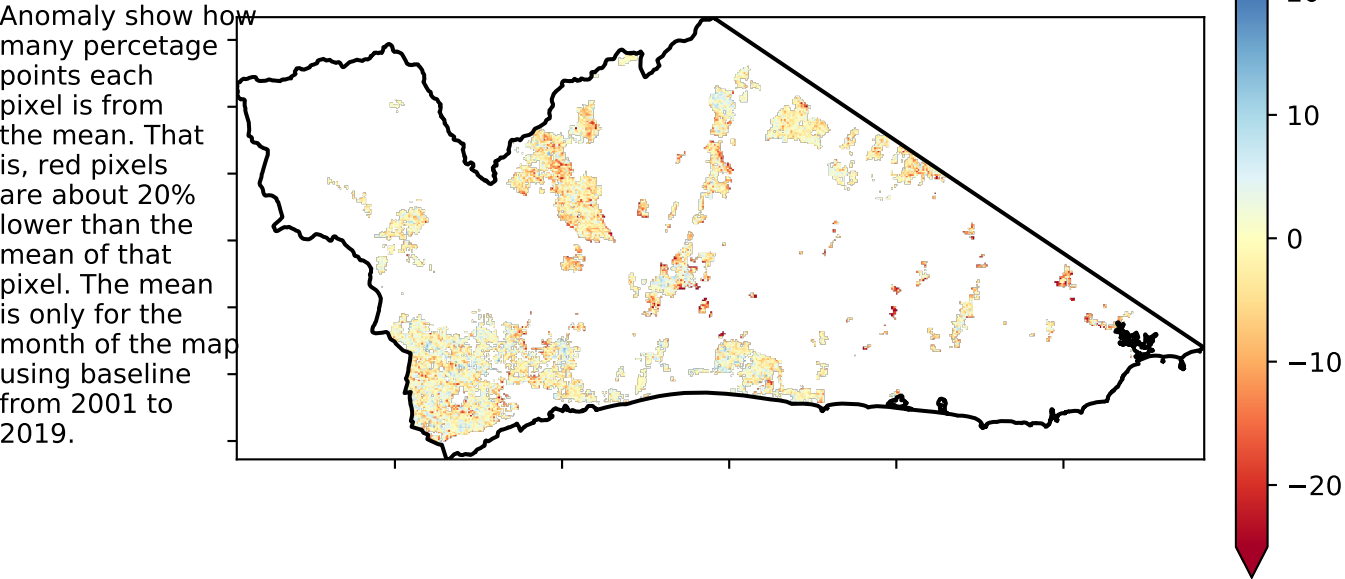 Anomaly show how
many percetage
points each
pixel is from
the mean. That
is, red pixels
are about 20%
lower than the
mean of that
pixel. The mean
is only for the
month of the map
using baseline
from 2001 to
2019.
10
0
−10
−20